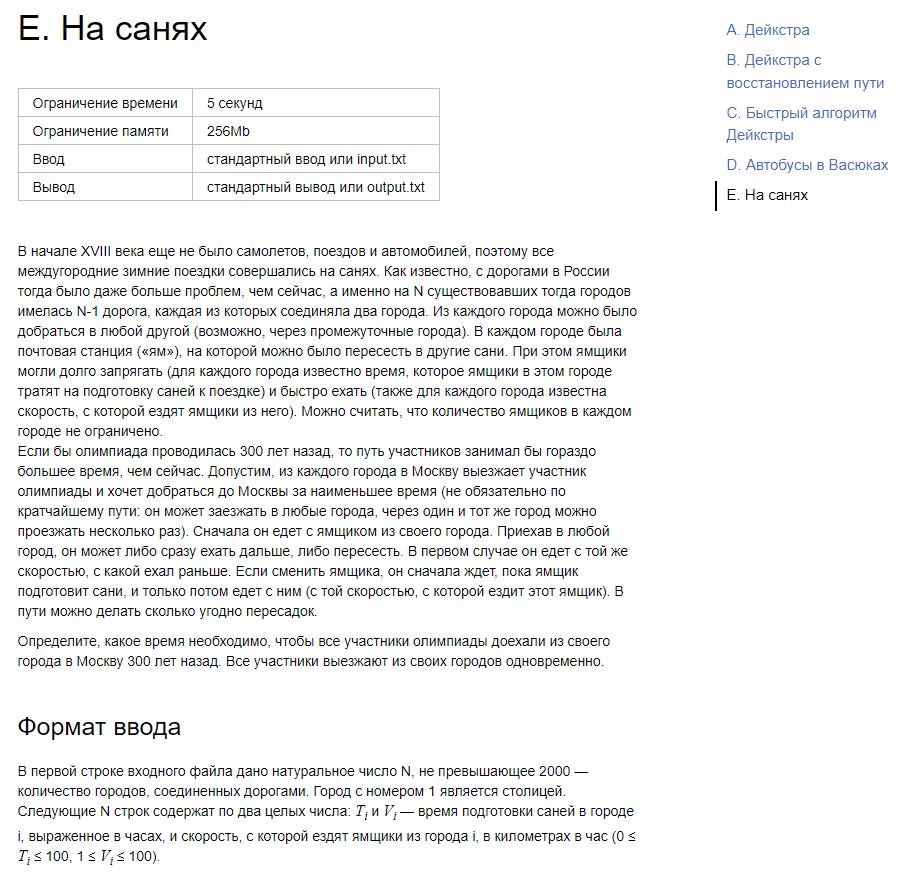 E. На санях
Ограничение времени 5 секунд
Ограничение памяти 256Mb
Ввод стандартный ввод или input.txt
Вывод стандартный вывод или output.txt
В начале XVIII века еще не было самолетов, поездов и автомобилей, поэтому все
междугородние зимние поездки совершались на санях. Как известно, с дорогами в России
тогда было даже больше проблем, чем сейчас, а именно на N существовавших тогда городов
имелась N-1 дорога, каждая из которых соединяла два города. Из каждого города можно было
добраться в любой другой (возможно, через промежуточные города). В каждом городе была
почтовая станция («ям»), на которой можно было пересесть в другие сани. При этом ямщики
могли долго запрягать (для каждого города известно время, которое ямщики в этом городе
тратят на подготовку саней к поездке) и быстро ехать (также для каждого города известна
скорость, с которой ездят ямщики из него). Можно считать, что количество ямщиков в каждом
городе не ограничено.
Если бы олимпиада проводилась 300 лет назад, то путь участников занимал бы гораздо
большее время, чем сейчас. Допустим, из каждого города в Москву выезжает участник
олимпиады и хочет добраться до Москвы за наименьшее время (не обязательно по
кратчайшему пути: он может заезжать в любые города, через один и тот же город можно
проезжать несколько раз). Сначала он едет с ямщиком из своего города. Приехав в любой
город, он может либо сразу ехать дальше, либо пересесть. В первом случае он едет с той же
скоростью, с какой ехал раньше. Если сменить ямщика, он сначала ждет, пока ямщик
подготовит сани, и только потом едет с ним (с той скоростью, с которой ездит этот ямщик). В
пути можно делать сколько угодно пересадок.
Определите, какое время необходимо, чтобы все участники олимпиады доехали из своего
города в Москву 300 лет назад. Все участники выезжают из своих городов одновременно.
Формат ввода
В первой строке входного файла дано натуральное число N, не превышающее 2000 —
количество городов, соединенных дорогами. Город с номером 1 является столицей.
Следующие N строк содержат по два целых числа: T_i и V_i — время подготовки саней в городе
i, выраженное в часах, и скорость, с которой ездят ямщики из города i, в километрах в час (0 ≤
T_i ≤ 100, 1 ≤ V_i ≤ 100).
A. Дейкстра
B. Дейкстра с
восстановлением пути
C. Быстрый алгоритм
Дейкстры
D. Автобусы в Васюках
E. На санях